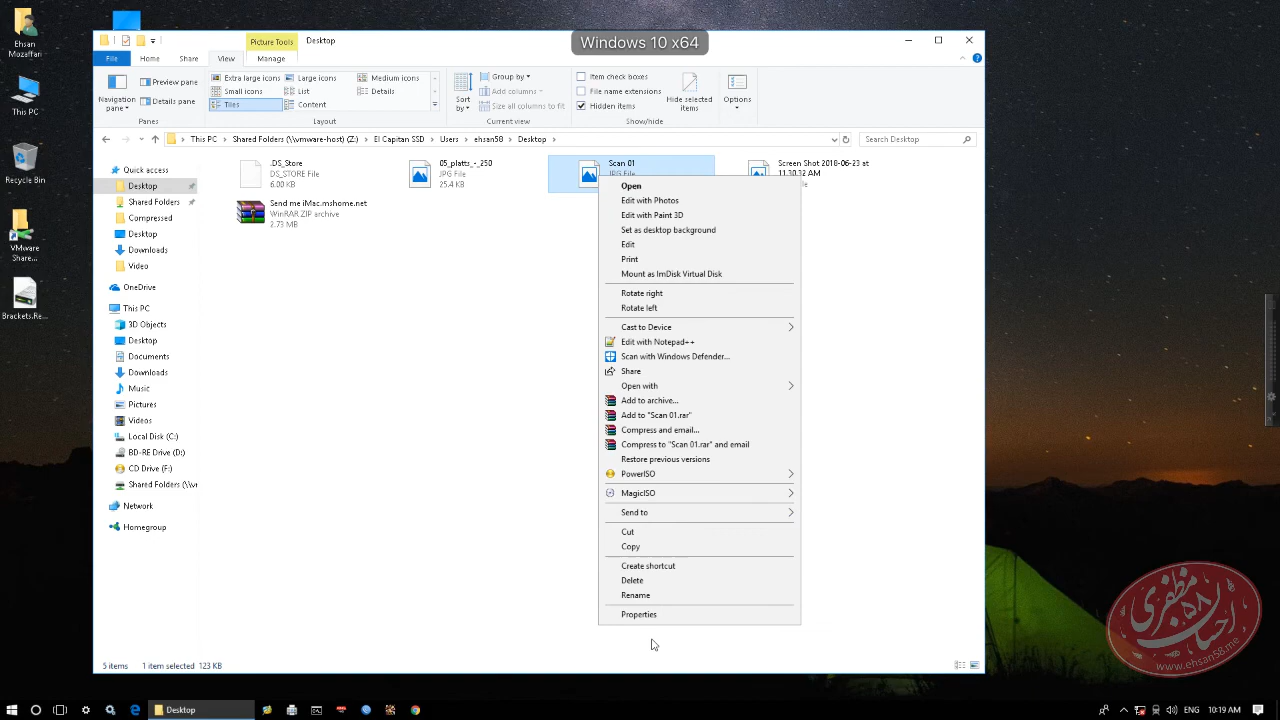 Ehsan
Mozaffari
This PC
Recycle Bin
VMware
Share...
Brackets.Re...
Picture Tools
Desktop
Windows 10 x64
File
Home
Share
View
Manage
Navigation
pane
Preview pane
Details pane
Panes
Extra large icons
Large icons
Medium icons
Small icons
List
Details
Tiles
Content
Layout
Sort
by
Group by
Add columns
Size all columns to fit
Current view
Item check boxes
File name extensions
Hidden items
Hide selected
items
Show/hide
Options
This PC
Shared Folders (\\vmware-host) (Z:)
El Capitan SSD
Users
ehsan58
Desktop
Search Desktop
Quick access
Desktop
Shared Folders
Compressed
Desktop
Downloads
Video
OneDrive
This PC
3D Objects
Desktop
Documents
Downloads
Music
Pictures
Videos
Local Disk (C:)
BD-RE Drive (D:)
CD Drive (F:)
Shared Folders (\\vr
Network
Homegroup
.DS_Store
DS_STORE File
6.00 KB
05_platts_-_250
JPG File
25.4 KB
Scan 01
JPG File
Screen Shot 2018-06-23 at
11.30.32 AM
Send me iMac.mshome.net
WinRAR ZIP archive
2.73 MB
Open
Edit with Photos
Edit with Paint 3D
Set as desktop background
Edit
Print
Mount as ImDisk Virtual Disk
Rotate right
Rotate left
Cast to Device
Edit with Notepad++
Scan with Windows Defender...
Share
Open with
Add to archive...
Add to "Scan 01.rar"
Compress and email...
Compress to "Scan 01.rar" and email
Restore previous versions
PowerISO
MagicISO
Send to
Cut
Copy
Create shortcut
Delete
Rename
Properties
5 items
1 item selected 123 KB
احسان مظفری ۵۸
www.ehsan58.me
Desktop
10:19 AM